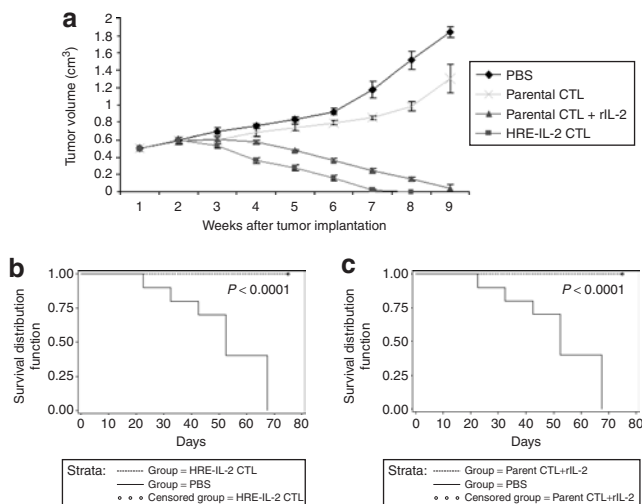 a
Tumor volume (cm³)
2
1.8
1.6
1.4
1.2
1
0.8
0.6
0.4
0.2
0
1 2 3 4 5 6 7 8 9
Weeks after tumor implantation
PBS
Parental CTL
Parental CTL + rIL-2
HRE-IL-2 CTL
b
Survival distribution
function
1.00
0.75
0.50
0.25
0.00
P < 0.0001
0 10 20 30 40 50 60 70 80
Days
Strata: Group = HRE-IL-2 CTL
Group = PBS
Censored group = HRE-IL-2 CTL
c
Survival distribution
function
1.00
0.75
0.50
0.25
0.00
P < 0.0001
0 10 20 30 40 50 60 70 80
Days
Strata: Group = Parent CTL+rIL-2
Group = PBS
Censored group = Parent CTL+rIL-2